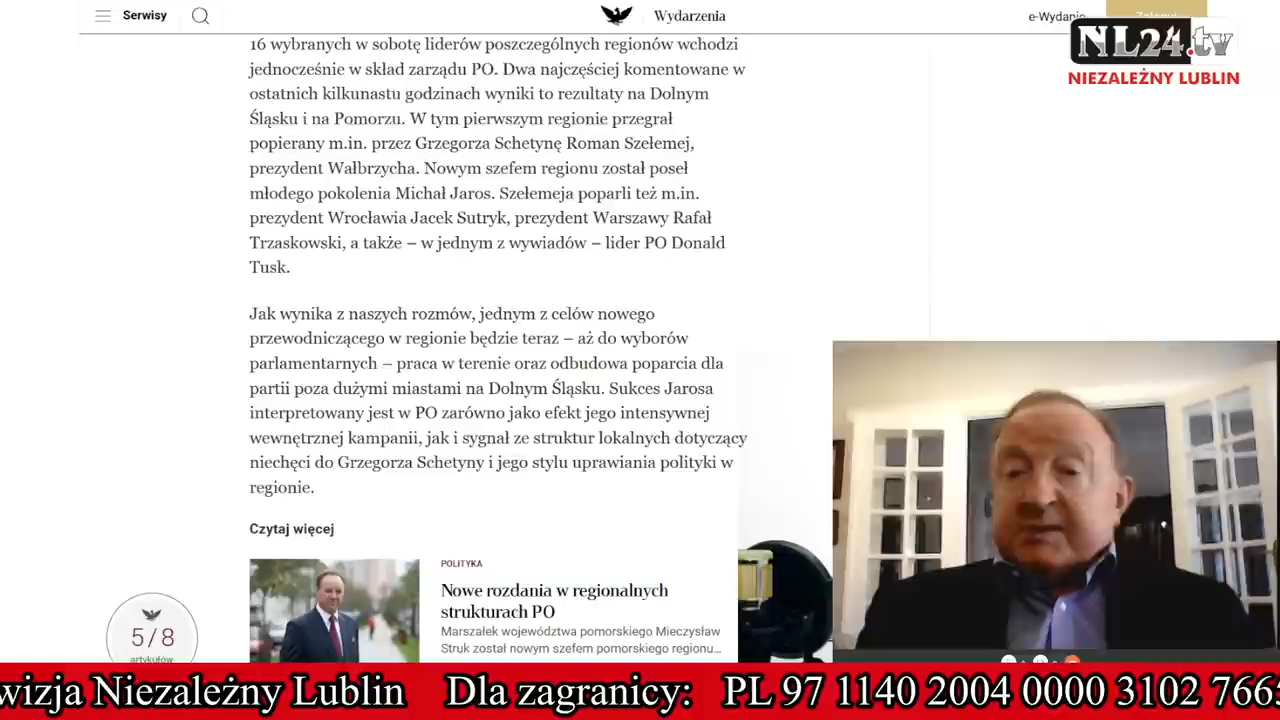 Serwisy
Wydarzenia
e-Wydanie
Zaloguj
NL24.tv
NIEZALEŻNY LUBLIN
16 wybranych w sobotę liderów poszczególnych regionów wchodzi
jednocześnie w skład zarządu PO. Dwa najczęściej komentowane w
ostatnich kilkunastu godzinach wyniki to rezultaty na Dolnym
Śląsku i na Pomorzu. W tym pierwszym regionie przegrał
popierany m.in. przez Grzegorza Schetynę Roman Szełemej,
prezydent Wałbrzycha. Nowym szefem regionu został poseł
młodego pokolenia Michał Jaros. Szełemeja poparli też m.in.
prezydent Wrocławia Jacek Sutryk, prezydent Warszawy Rafał
Trzaskowski, a także – w jednym z wywiadów – lider PO Donald
Tusk.
Jak wynika z naszych rozmów, jednym z celów nowego
przewodniczącego w regionie będzie teraz – aż do wyborów
parlamentarnych – praca w terenie oraz odbudowa poparcia dla
partii poza dużymi miastami na Dolnym Śląsku. Sukces Jarosa
interpretowany jest w PO zarówno jako efekt jego intensywnej
wewnętrznej kampanii, jak i sygnał ze struktur lokalnych dotyczący
niechęci do Grzegorza Schetyny i jego stylu uprawiania polityki w
regionie.
Czytaj więcej
POLITYKA
Nowe rozdania w regionalnych
strukturach PO
Marszałek województwa pomorskiego Mieczysław
Struk został nowym szefem pomorskiego regionu...
5/8
artykułów
wizja Niezależny Lublin Dla zagranicy: PL 97 1140 2004 0000 3102 7665